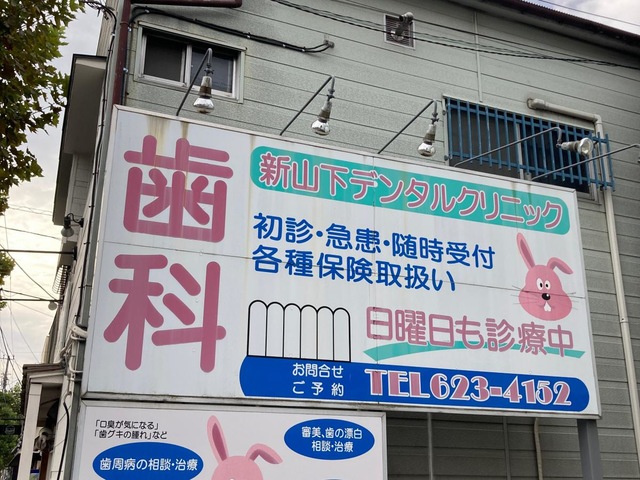 歯科
新山下デンタルクリニック
初診・急患・随時受付
各種保険取扱い
日曜日も診療中
お問合せ
ご予約
TEL623-4152
「口臭が気になる」
「歯グキの腫れ」など
歯周病の相談・治療
審美、歯の漂白
相談・治療